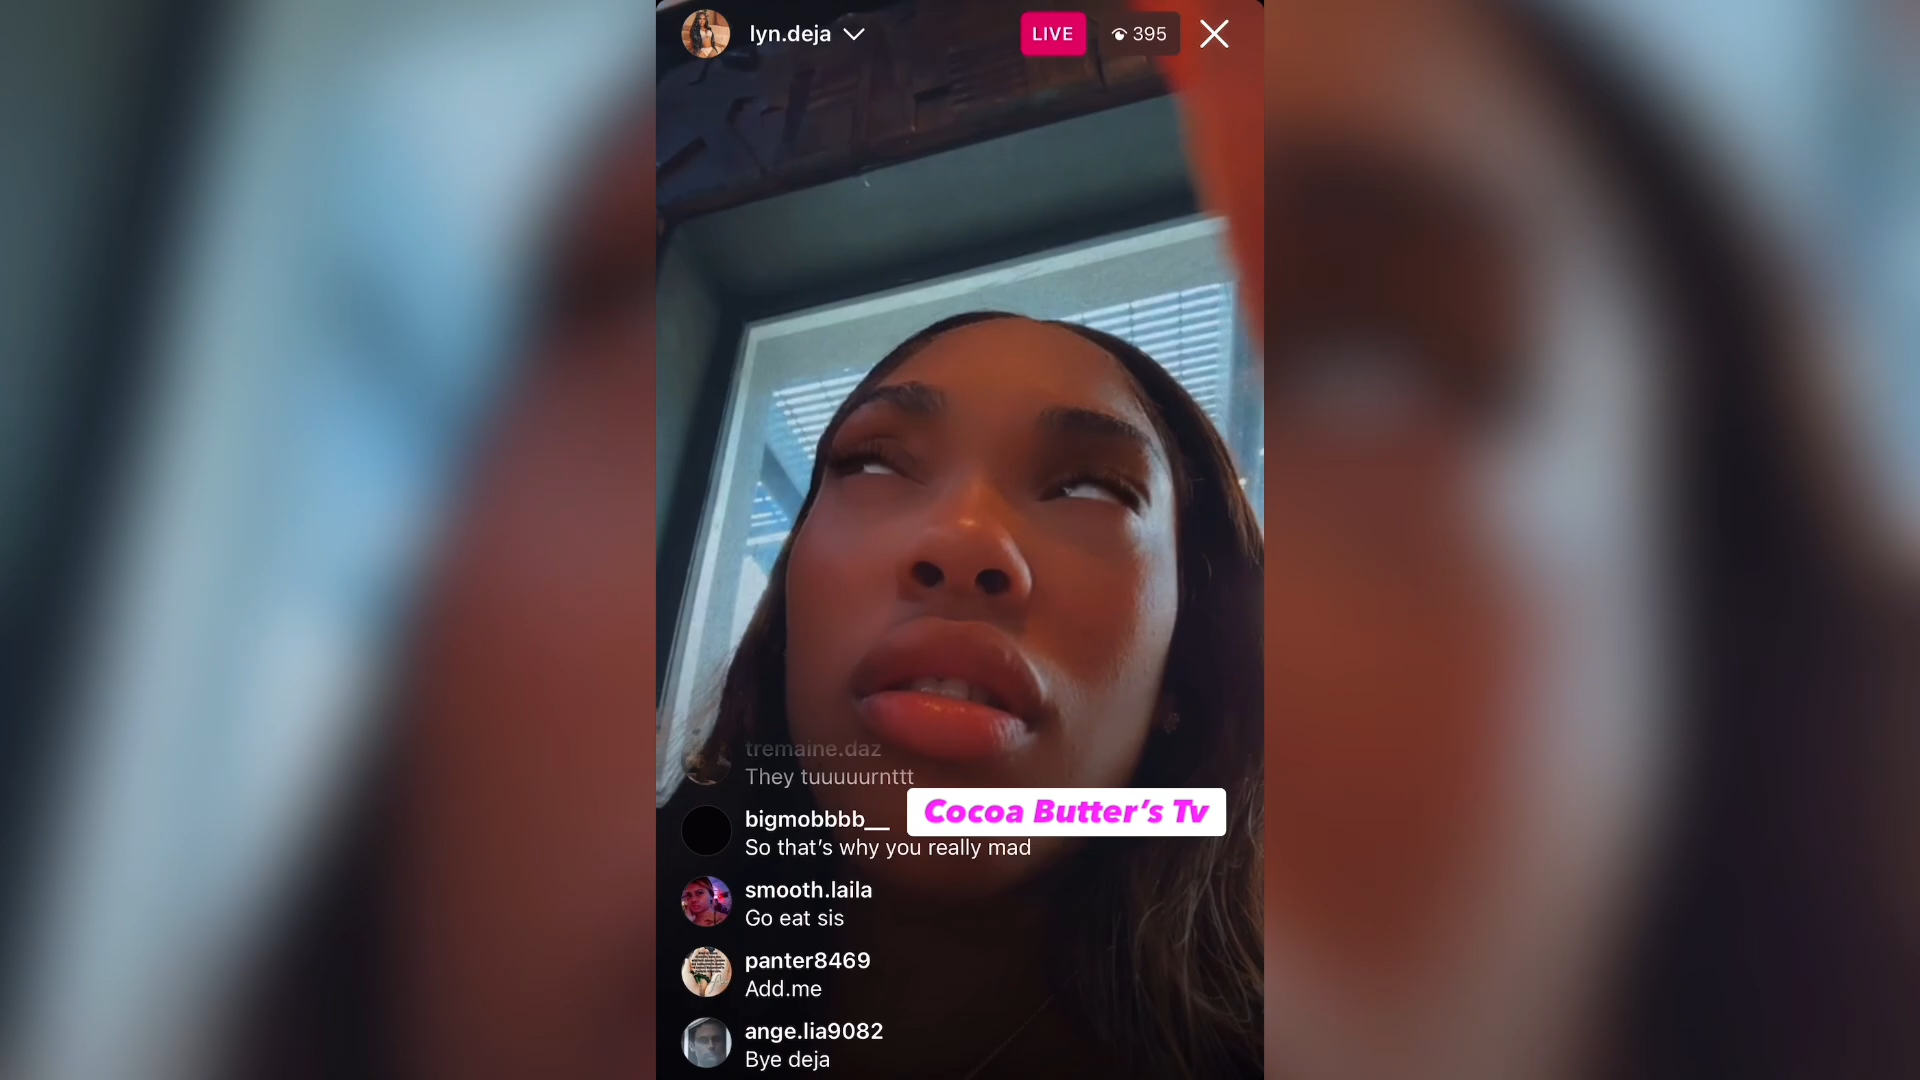 lyn.deja
LIVE
395
tremaine.daz
They tuuuuurnttt
bigmobbbb__
Cocoa Butter’s Tv
So that’s why you really mad
smooth.laila
Go eat sis
panter8469
Add.me
ange.lia9082
Bye deja